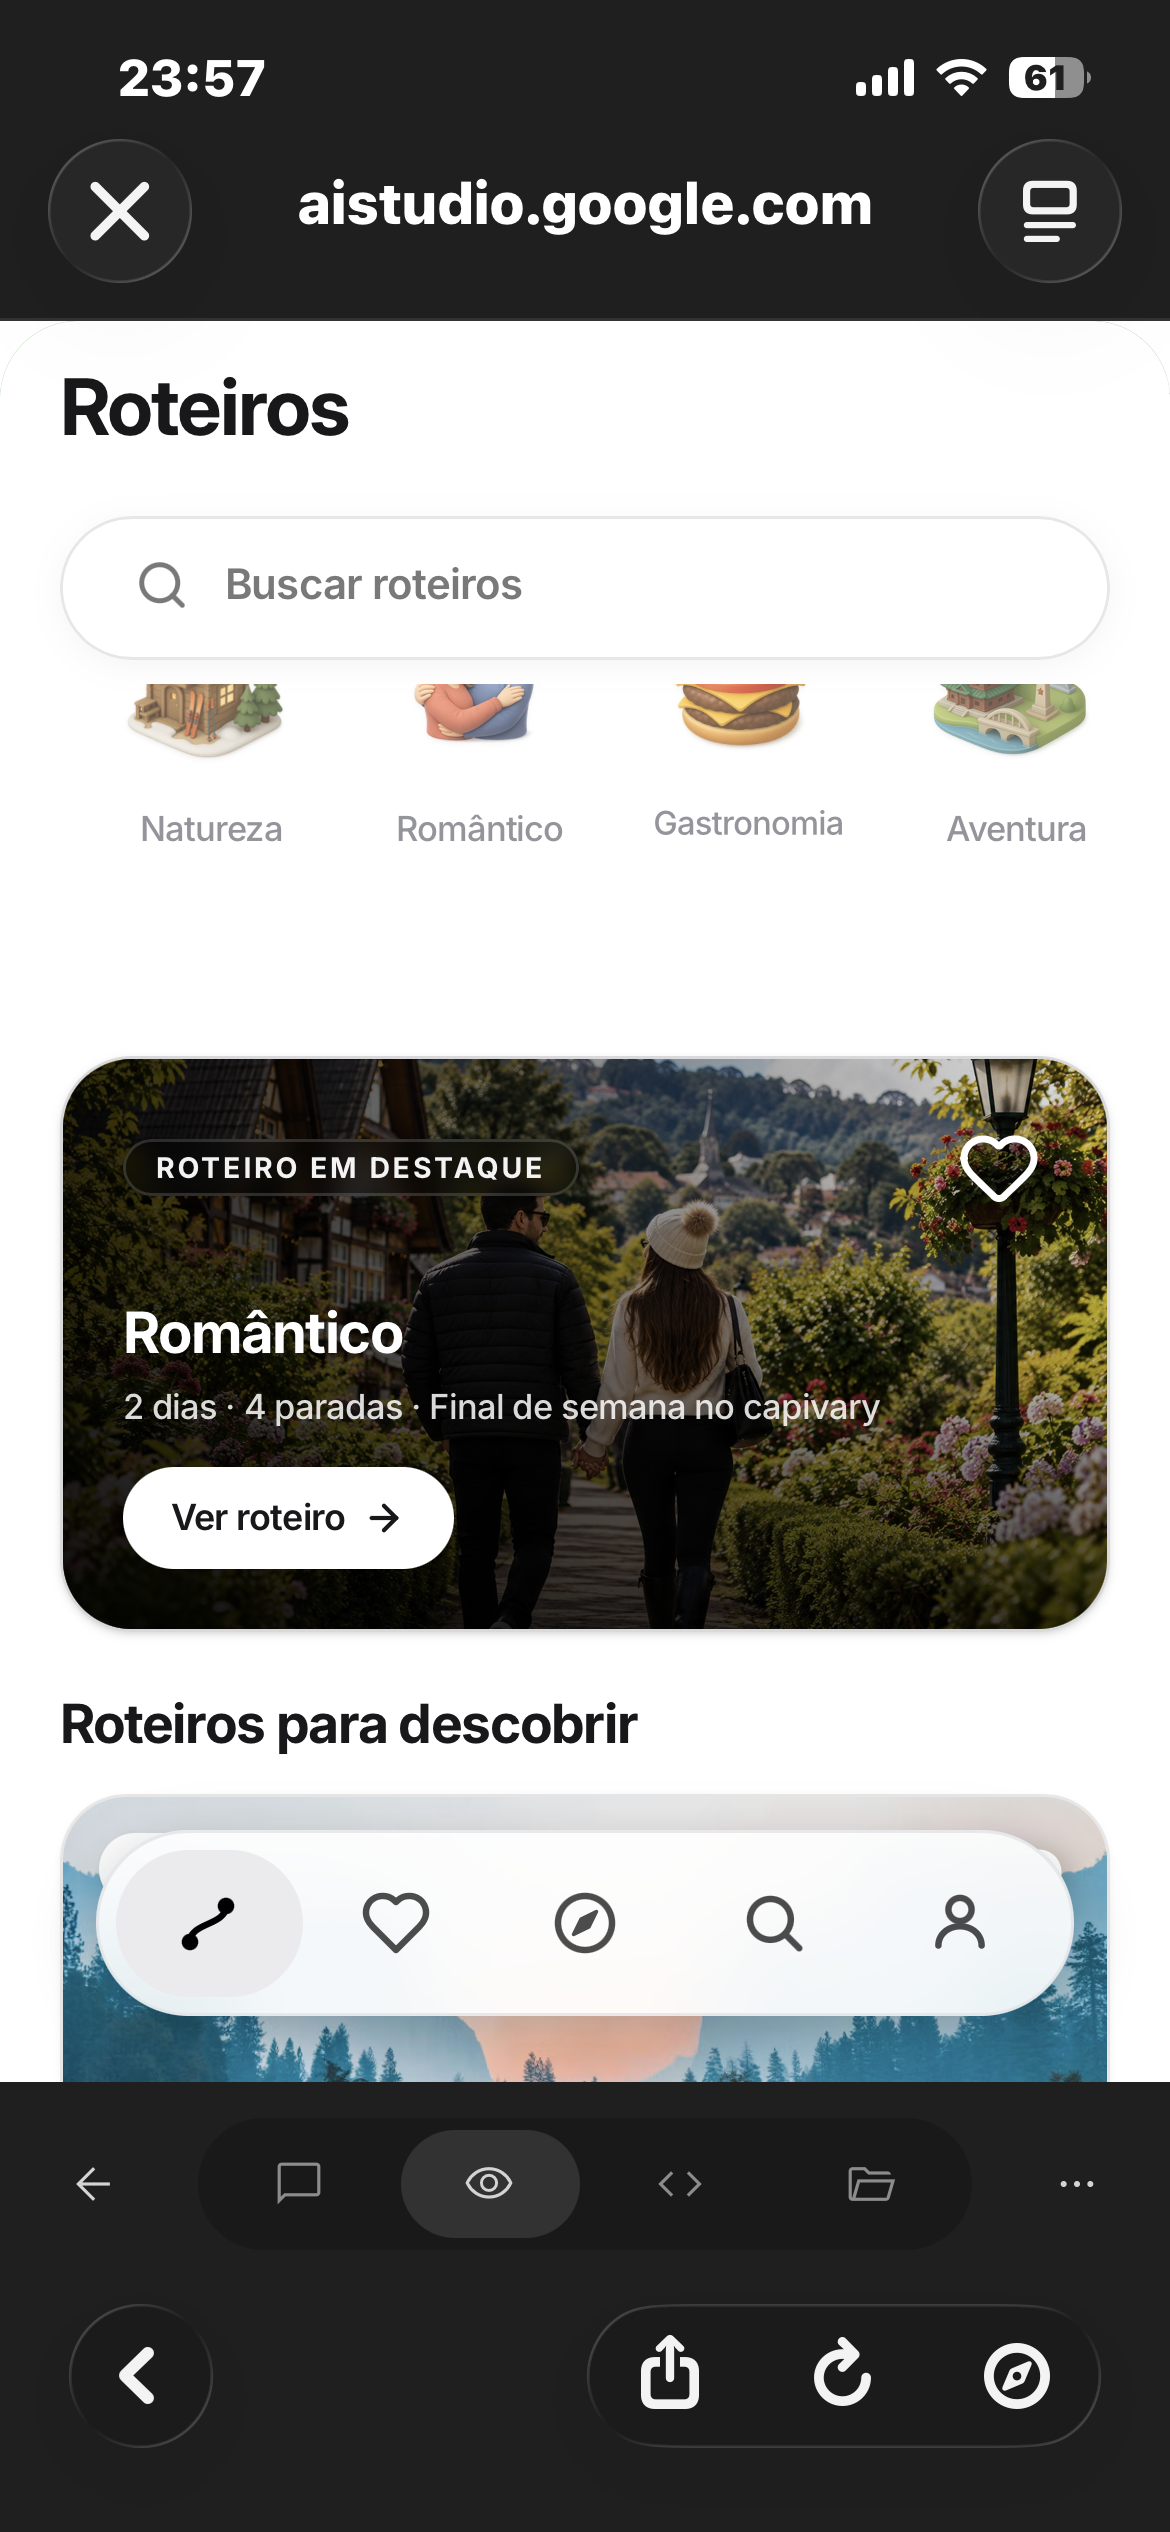 23:57
61
aistudio.google.com
Roteiros
Buscar roteiros
Natureza
Romântico
Gastronomia
Aventura
ROTEIRO EM DESTAQUE
Romântico
2 dias · 4 paradas · Final de semana no capivary
Ver roteiro
Roteiros para descobrir